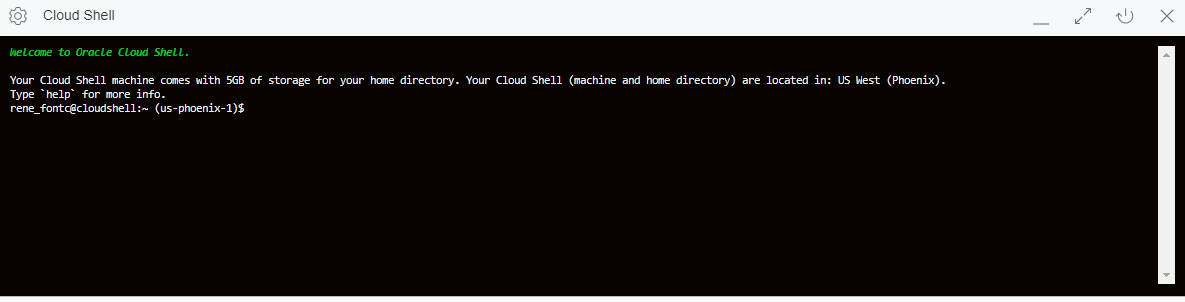 Cloud Shell
Welcome to Oracle Cloud Shell.
Your Cloud Shell machine comes with 5GB of storage for your home directory. Your Cloud Shell (machine and home directory) are located in: US West (Phoenix).
Type `help` for more info.
rene_fontc@cloudshell:~ (us-phoenix-1)$